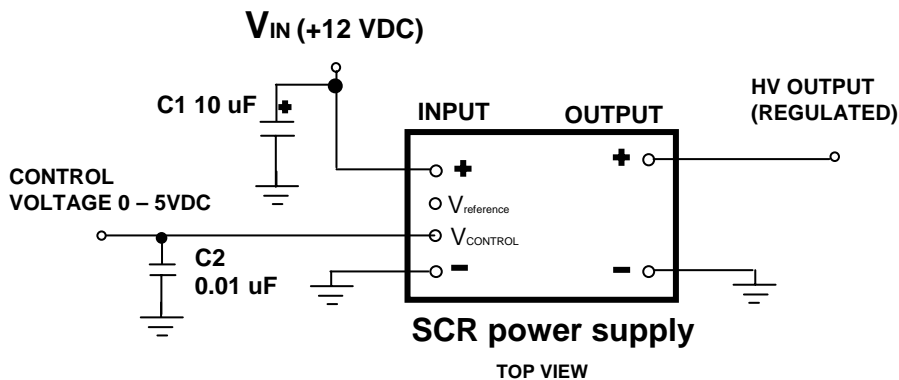 VIN (+12 VDC)
C1 10 uF +
INPUT
OUTPUT
HV OUTPUT
(REGULATED)
+
+
CONTROL
VOLTAGE 0 – 5VDC
Vreference
VCONTROL
C2
0.01 uF
-
-
SCR power supply
TOP VIEW